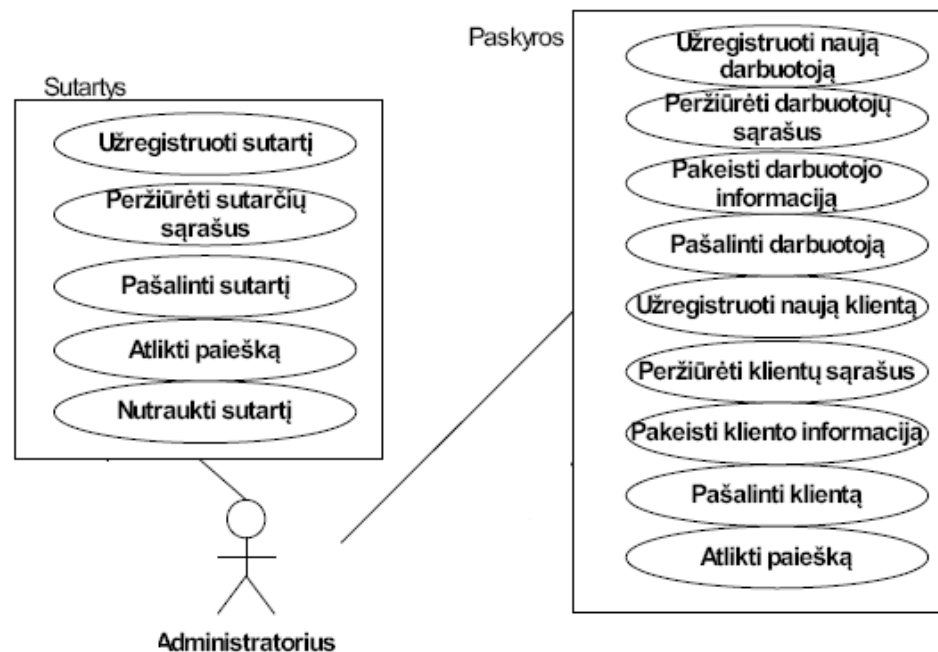 Sutartys
Užregistruoti sutartį
Peržiūrėti sutarčių
sąrašus
Pašalinti sutartį
Atlikti paiešką
Nutraukti sutartį
Administratorius
Paskyros
Užregistruoti naują
darbuotoją
Peržiūrėti darbuotojų
sąrašus
Pakeisti darbuotojo
informaciją
Pašalinti darbuotoją
Užregistruoti naują klientą
Peržiūrėti klientų sąrašus
Pakeisti kliento informaciją
Pašalinti klientą
Atlikti paiešką